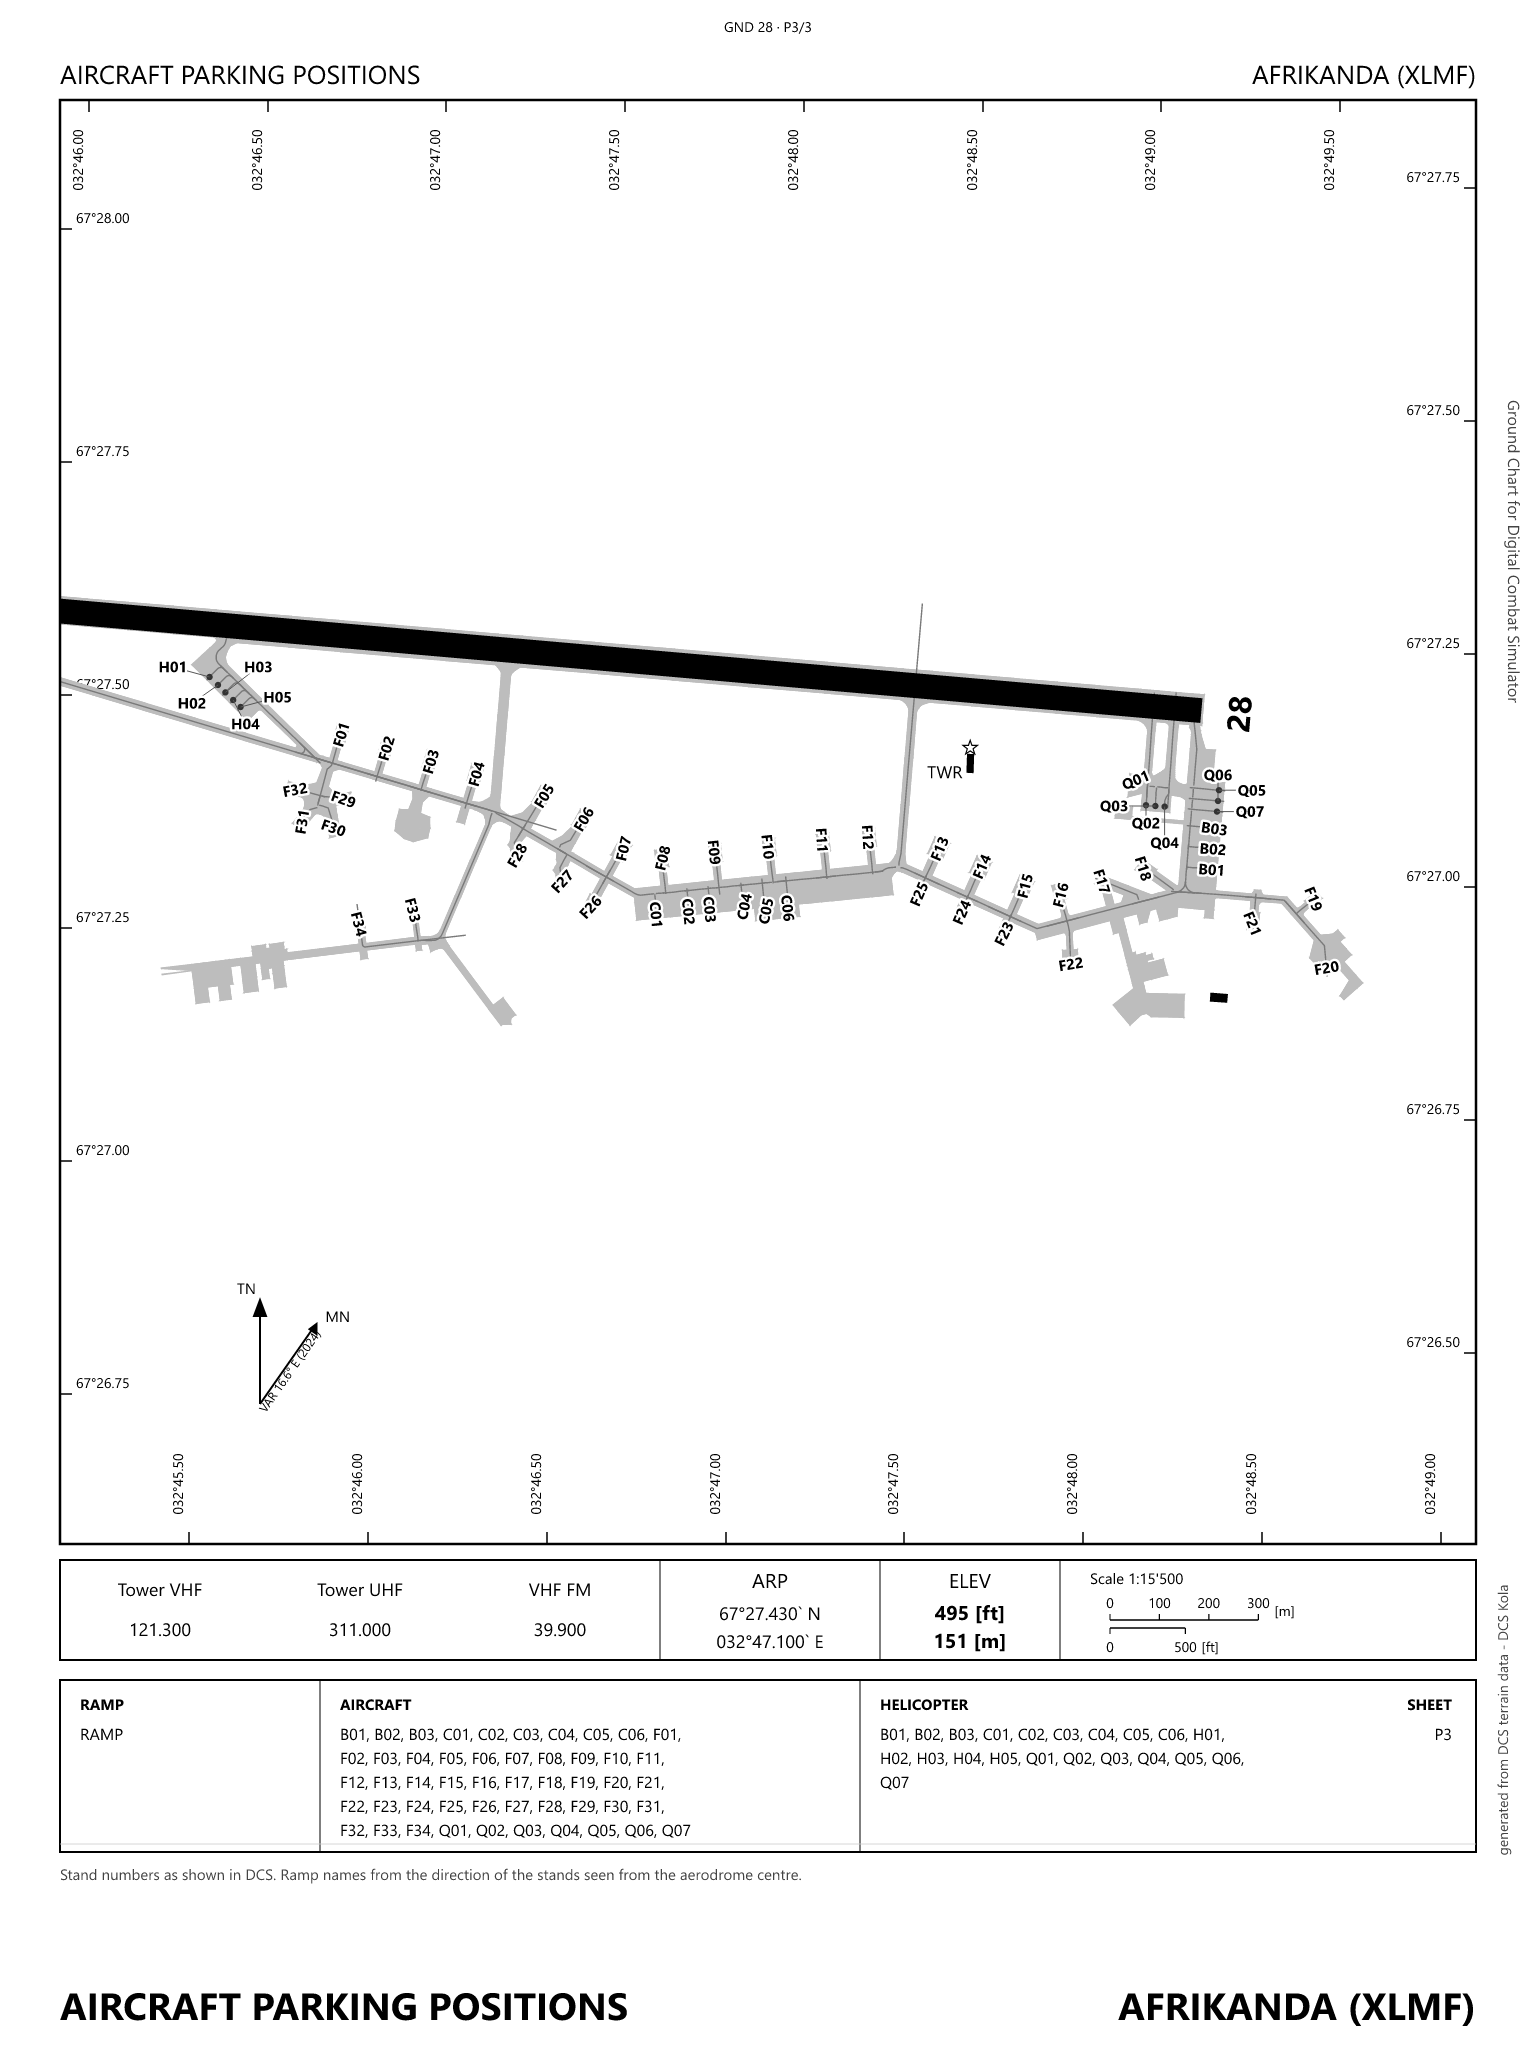 GND 28 · P3/3
AIRCRAFT PARKING POSITIONS
AFRIKANDA (XLMF)
032°46.00
032°46.50
032°47.00
032°47.50
032°48.00
032°48.50
032°49.00
032°49.50
67°27.75
67°28.00
67°27.50
67°27.75
67°27.25
67°27.50
H01
H02
H03
H04
H05
28
TWR
F01
F02
F03
F04
F05
F06
F07
F08
F09
F10
F11
F12
F13
F14
F15
F16
F17
F18
F19
F20
F21
F22
F23
F24
F25
F26
F27
F28
F29
F30
F31
F32
F33
F34
C01
C02
C03
C04
C05
C06
Q01
Q02
Q03
Q04
Q05
Q06
Q07
B03
B02
B01
67°27.00
67°27.25
67°26.75
67°27.00
67°26.50
67°26.75
TN
MN
VAR 16.6° E (2024)
032°45.50
032°46.00
032°46.50
032°47.00
032°47.50
032°48.00
032°48.50
032°49.00
Ground Chart for Digital Combat Simulator
Tower VHF
121.300
Tower UHF
311.000
VHF FM
39.900
ARP
67°27.430` N
032°47.100` E
ELEV
495 [ft]
151 [m]
Scale 1:15'500
0 100 200 300 [m]
0 500 [ft]
RAMP
RAMP
AIRCRAFT
B01, B02, B03, C01, C02, C03, C04, C05, C06, F01,
F02, F03, F04, F05, F06, F07, F08, F09, F10, F11,
F12, F13, F14, F15, F16, F17, F18, F19, F20, F21,
F22, F23, F24, F25, F26, F27, F28, F29, F30, F31,
F32, F33, F34, Q01, Q02, Q03, Q04, Q05, Q06, Q07
HELICOPTER
B01, B02, B03, C01, C02, C03, C04, C05, C06, H01,
H02, H03, H04, H05, Q01, Q02, Q03, Q04, Q05, Q06,
Q07
SHEET
P3
generated from DCS terrain data - DCS Kola
Stand numbers as shown in DCS. Ramp names from the direction of the stands seen from the aerodrome centre.
AIRCRAFT PARKING POSITIONS
AFRIKANDA (XLMF)